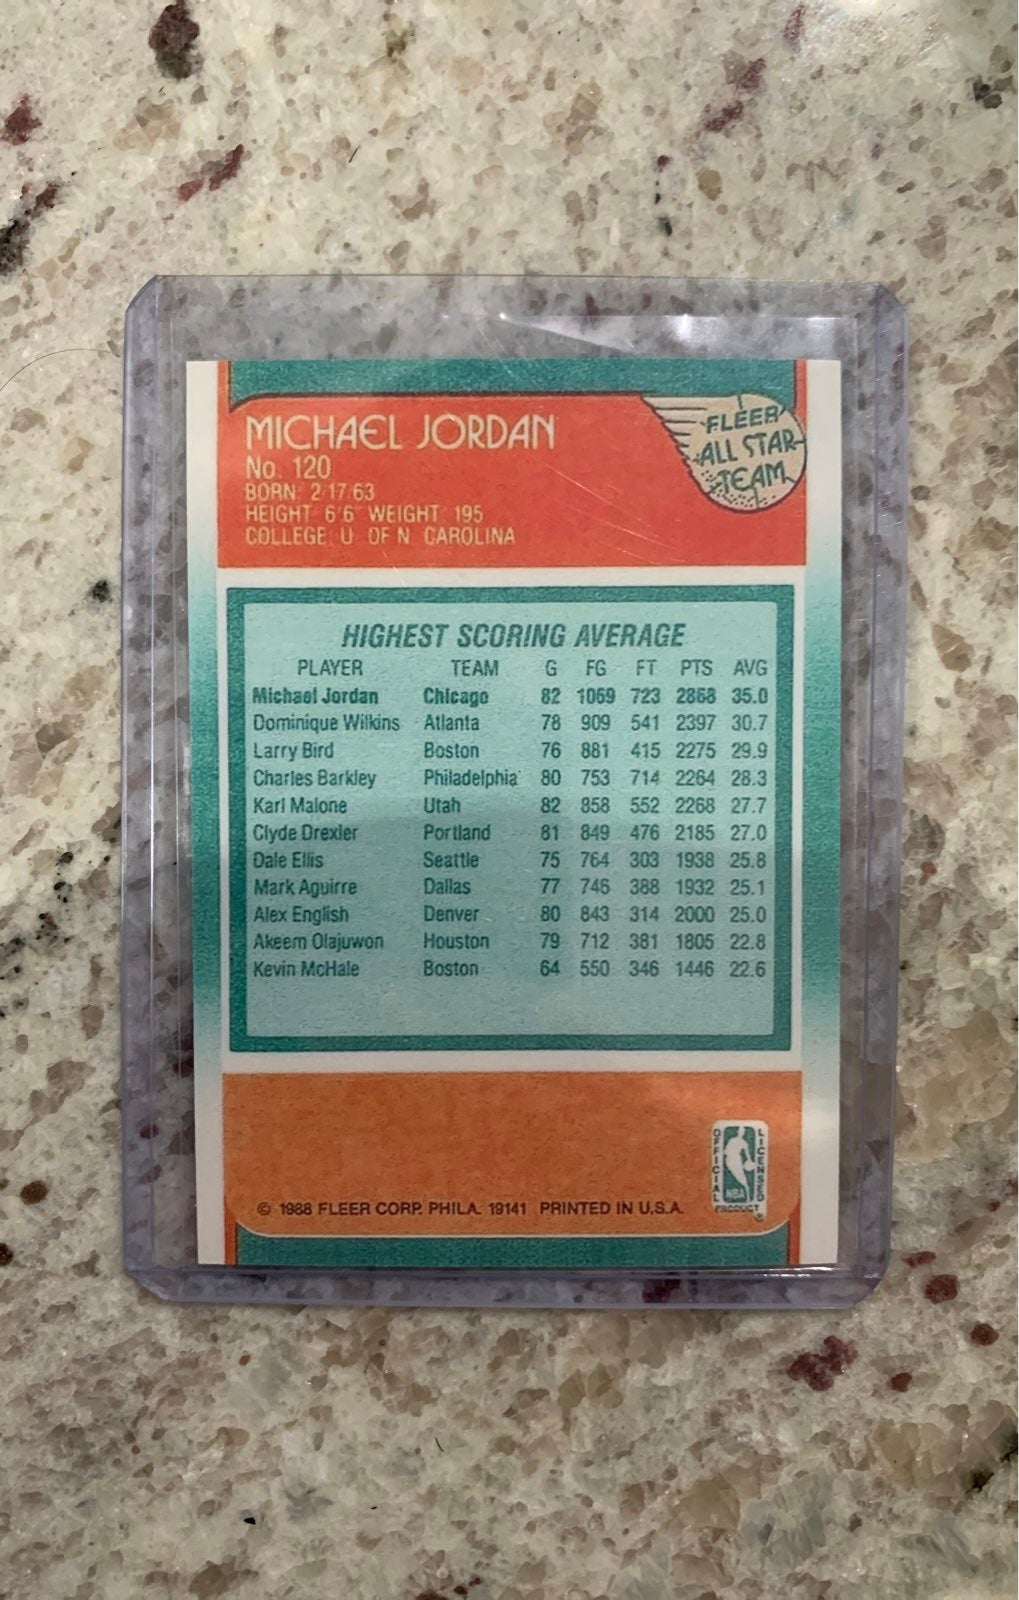 MICHAEL JORDAN
No. 120
BORN: 2 17 63
HEIGHT 6'6" WEIGHT 195
COLLEGE: U OF N CAROLINA
FLEER
ALL STAR
TEAM
HIGHEST SCORING AVERAGE
PLAYER TEAM G FG FT PTS AVG
Michael Jordan Chicago 82 1069 723 2868 35.0
Dominique Wilkins Atlanta 78 909 541 2397 30.7
Larry Bird Boston 76 881 415 2275 29.9
Charles Barkley Philadelphia 80 753 714 2264 28.3
Karl Malone Utah 82 858 552 2268 27.7
Clyde Drexler Portland 81 849 476 2185 27.0
Dale Ellis Seattle 75 764 303 1938 25.8
Mark Aguirre Dallas 77 746 388 1932 25.1
Alex English Denver 80 843 314 2000 25.0
Akeem Olajuwon Houston 79 712 381 1805 22.8
Kevin McHale Boston 64 550 346 1446 22.6
OFFICIAL
LICENSED
NBA
PRODUCT ®
© 1988 FLEER CORP. PHILA. 19141 PRINTED IN U.S.A.